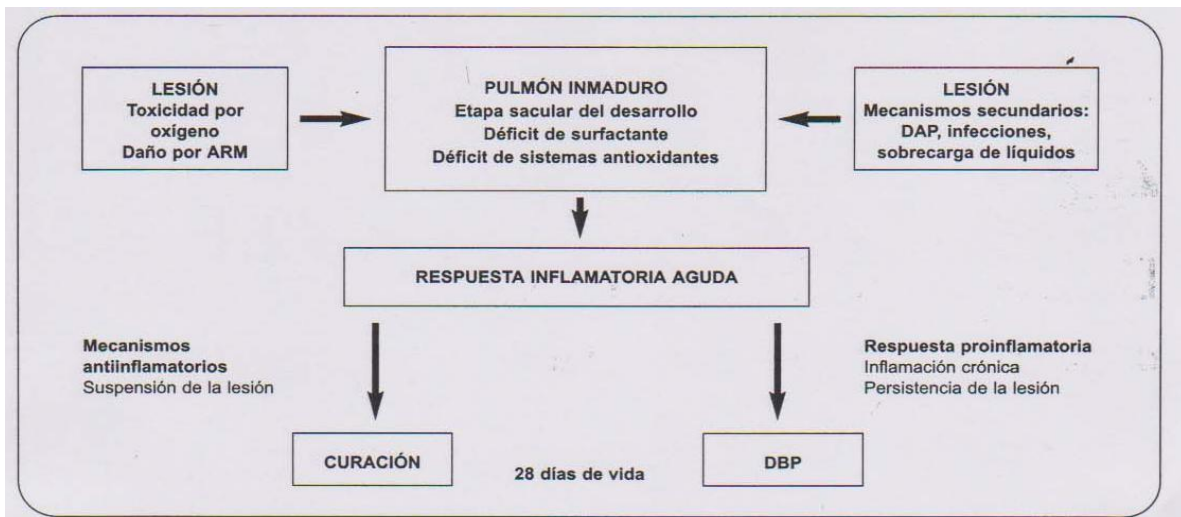 LESIÓN
Toxicidad por
oxígeno
Daño por ARM
PULMÓN INMADURO
Etapa sacular del desarrollo
Déficit de surfactante
Déficit de sistemas antioxidantes
LESIÓN
Mecanismos secundarios:
DAP, infecciones,
sobrecarga de líquidos
RESPUESTA INFLAMATORIA AGUDA
Mecanismos
antiinflamatorios
Suspensión de la lesión
Respuesta proinflamatoria
Inflamación crónica
Persistencia de la lesión
CURACIÓN
28 días de vida
DBP